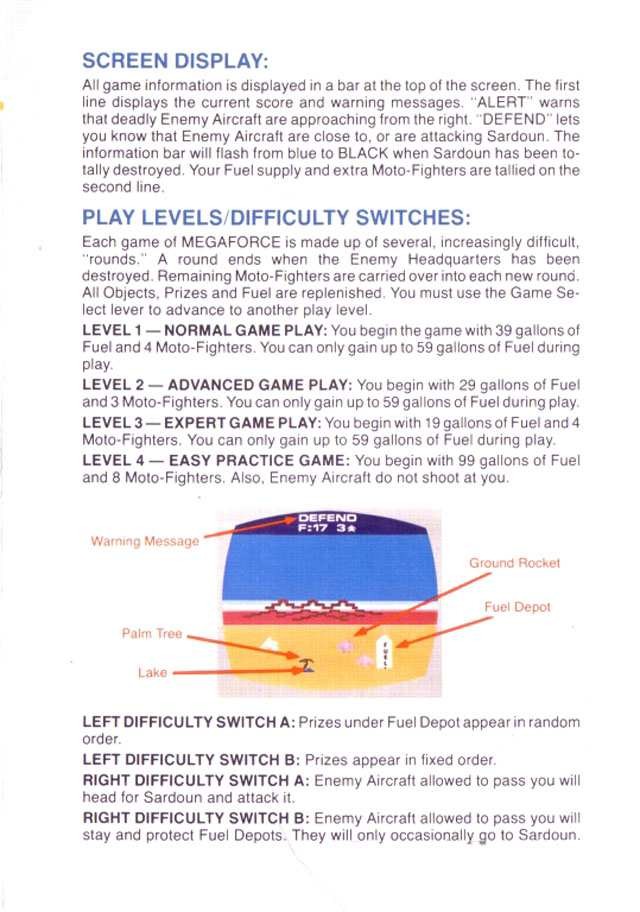 SCREEN DISPLAY:
All game information is displayed in a bar at the top of the screen. The first
line displays the current score and warning messages. "ALERT" warns
that deadly Enemy Aircraft are approaching from the right. "DEFEND" lets
you know that Enemy Aircraft are close to, or are attacking Sardoun. The
information bar will flash from blue to BLACK when Sardoun has been to-
tally destroyed. Your Fuel supply and extra Moto-Fighters are tallied on the
second line.
PLAY LEVELS/DIFFICULTY SWITCHES:
Each game of MEGAFORCE is made up of several, increasingly difficult,
"rounds." A round ends when the Enemy Headquarters has been
destroyed. Remaining Moto-Fighters are carried over into each new round.
All Objects, Prizes and Fuel are replenished. You must use the Game Se-
lect lever to advance to another play level.
LEVEL 1 — NORMAL GAME PLAY: You begin the game with 39 gallons of
Fuel and 4 Moto-Fighters. You can only gain up to 59 gallons of Fuel during
play.
LEVEL 2 — ADVANCED GAME PLAY: You begin with 29 gallons of Fuel
and 3 Moto-Fighters. You can only gain up to 59 gallons of Fuel during play.
LEVEL 3 — EXPERT GAME PLAY: You begin with 19 gallons of Fuel and 4
Moto-Fighters. You can only gain up to 59 gallons of Fuel during play.
LEVEL 4 — EASY PRACTICE GAME: You begin with 99 gallons of Fuel
and 8 Moto-Fighters. Also, Enemy Aircraft do not shoot at you.
DEFEND
F:17 3★
Warning Message
Ground Rocket
Fuel Depot
Palm Tree
FUEL
Lake
LEFT DIFFICULTY SWITCH A: Prizes under Fuel Depot appear in random
order.
LEFT DIFFICULTY SWITCH B: Prizes appear in fixed order.
RIGHT DIFFICULTY SWITCH A: Enemy Aircraft allowed to pass you will
head for Sardoun and attack it.
RIGHT DIFFICULTY SWITCH B: Enemy Aircraft allowed to pass you will
stay and protect Fuel Depots. They will only occasionally go to Sardoun.